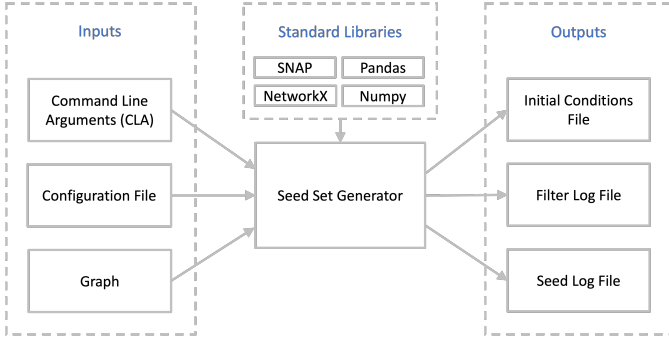 Inputs
Command Line
Arguments (CLA)
Configuration File
Graph
Standard Libraries
SNAP
Pandas
NetworkX
Numpy
Seed Set Generator
Outputs
Initial Conditions
File
Filter Log File
Seed Log File